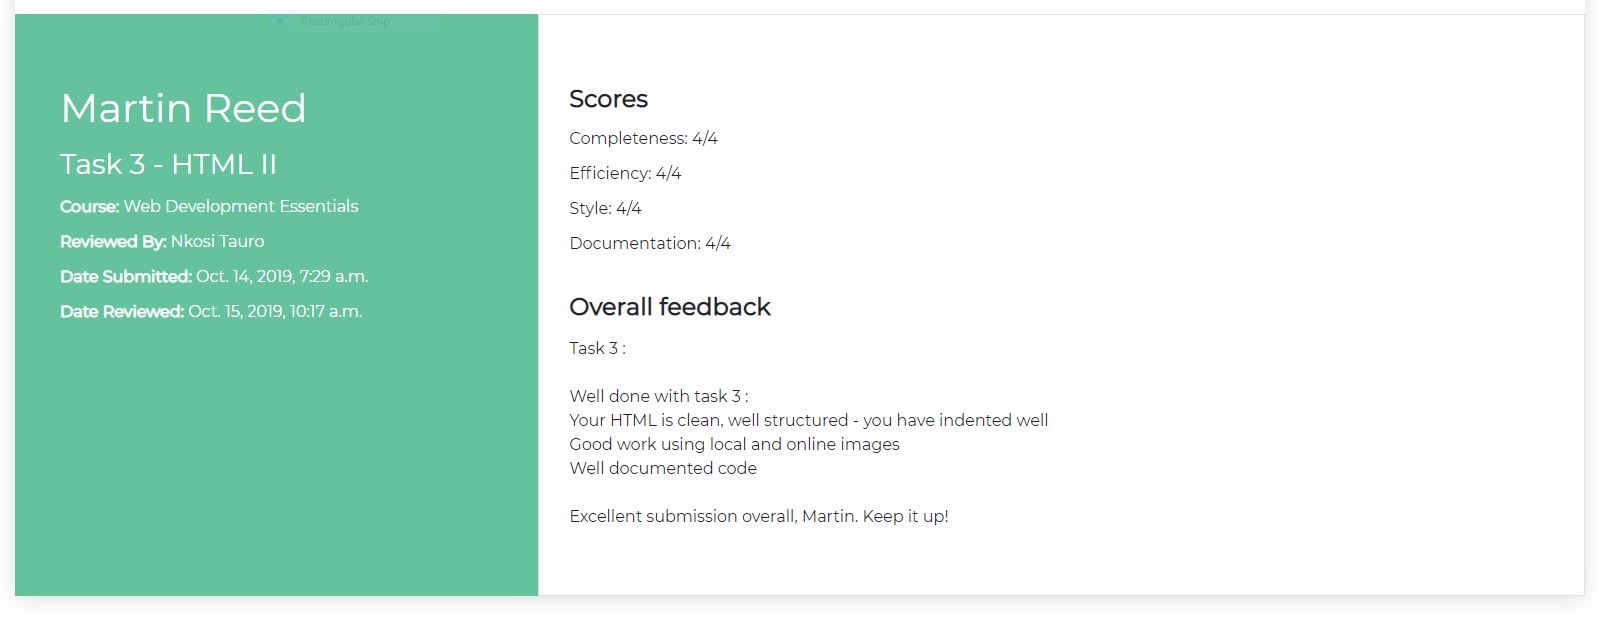 Rectangular Snip
Martin Reed
Task 3 - HTML II
Course: Web Development Essentials
Reviewed By: Nkosi Tauro
Date Submitted: Oct. 14, 2019, 7:29 a.m.
Date Reviewed: Oct. 15, 2019, 10:17 a.m.
Scores
Completeness: 4/4
Efficiency: 4/4
Style: 4/4
Documentation: 4/4
Overall feedback
Task 3 :
Well done with task 3 :
Your HTML is clean, well structured - you have indented well
Good work using local and online images
Well documented code
Excellent submission overall, Martin. Keep it up!